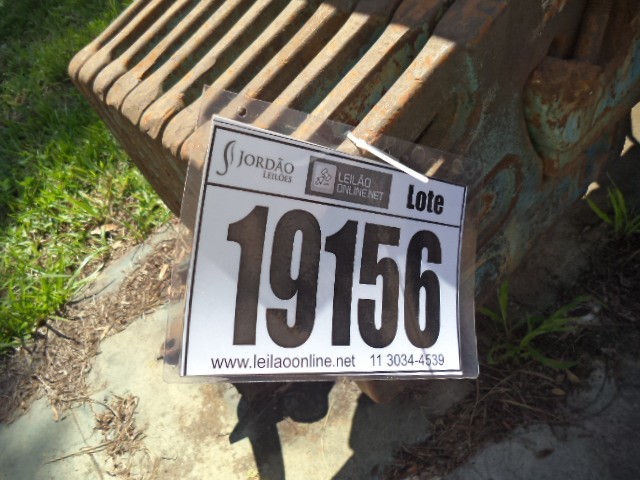 JORDÃO
LEILÕES
LEILÃO
ONLINE.NET
Lote
19156
www.leilaoonline.net 11 3034-4539